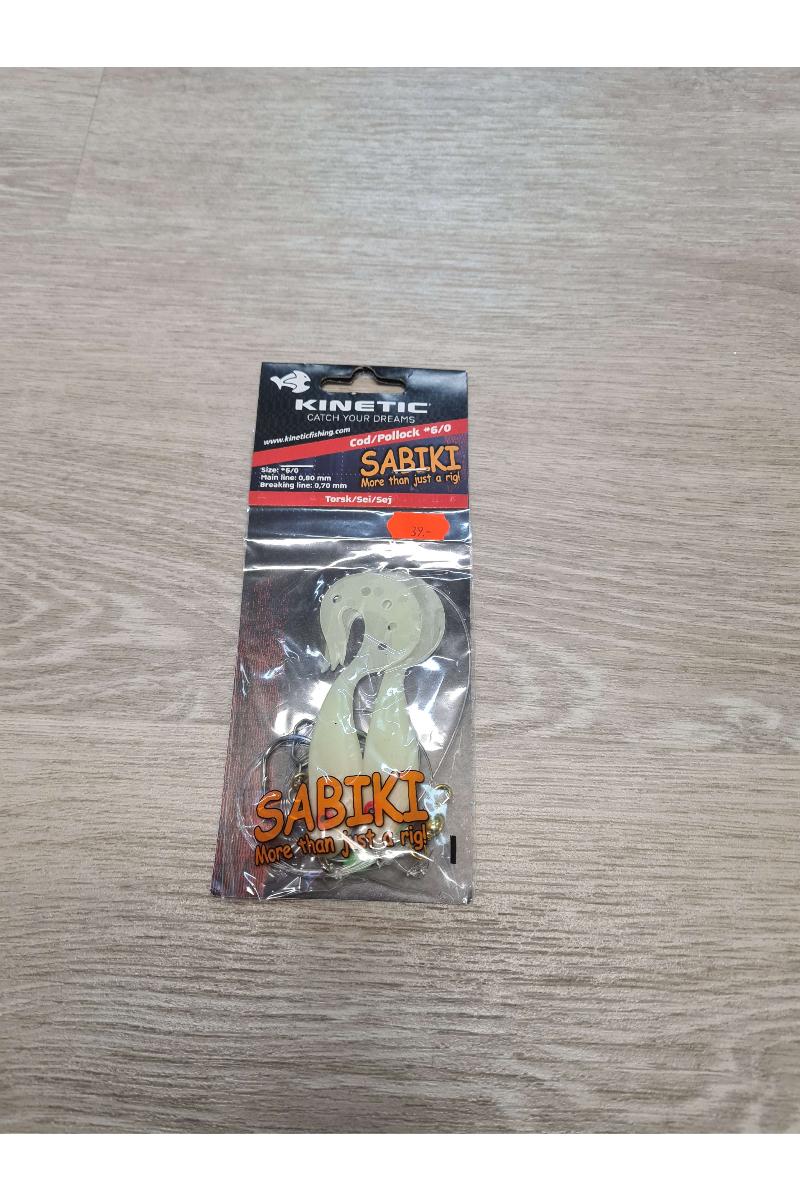 KINETIC
CATCH YOUR DREAMS
www.kineticfishing.com
Cod/Pollock *6/0
SABIKI
More than just a rig!
Size: *6/0
Main line: 0,80 mm
Breaking line: 0,70 mm
Torsk/Sei/Sej
39,-
SABIKI
More than just a rig!